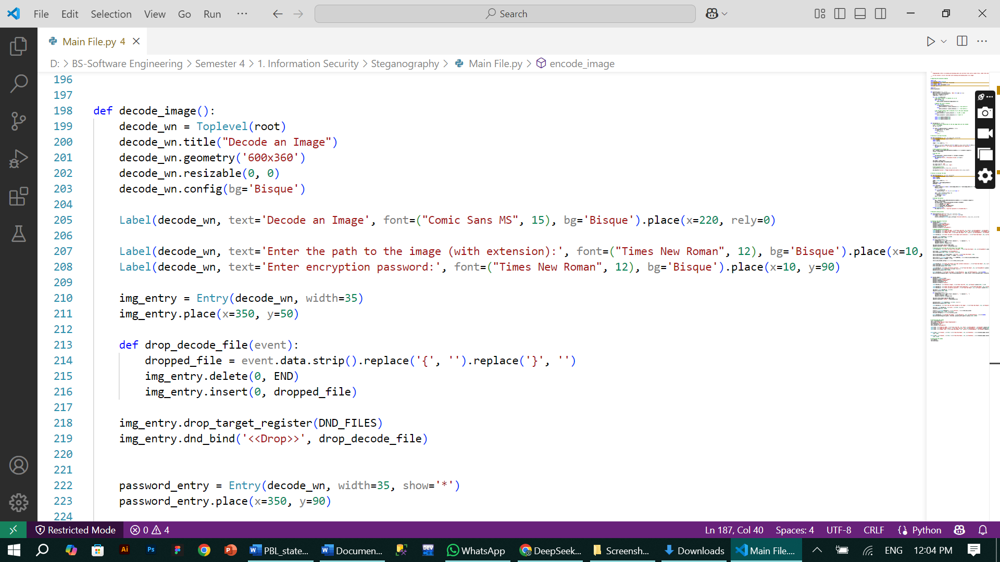 File Edit Selection View Go Run ··· Search
Main File.py 4
D: > BS-Software Engineering > Semester 4 > 1. Information Security > Steganography > Main File.py > encode_image
196
197
198 def decode_image():
199 decode_wn = Toplevel(root)
200 decode_wn.title("Decode an Image")
201 decode_wn.geometry('600x360')
202 decode_wn.resizable(0, 0)
203 decode_wn.config(bg='Bisque')
204
205 Label(decode_wn, text='Decode an Image', font=("Comic Sans MS", 15), bg='Bisque').place(x=220, rely=0)
206
207 Label(decode_wn, text='Enter the path to the image (with extension):', font=("Times New Roman", 12), bg='Bisque').place(x=10,
208 Label(decode_wn, text='Enter encryption password:', font=("Times New Roman", 12), bg='Bisque').place(x=10, y=90)
209
210 img_entry = Entry(decode_wn, width=35)
211 img_entry.place(x=350, y=50)
212
213 def drop_decode_file(event):
214 dropped_file = event.data.strip().replace('{', '').replace('}', '')
215 img_entry.delete(0, END)
216 img_entry.insert(0, dropped_file)
217
218 img_entry.drop_target_register(DND_FILES)
219 img_entry.dnd_bind('<<Drop>>', drop_decode_file)
220
221
222 password_entry = Entry(decode_wn, width=35, show='*')
223 password_entry.place(x=350, y=90)
224
Restricted Mode 0 4 Ln 187, Col 40 Spaces: 4 UTF-8 CRLF Python
Ai Ps PBL_state... Documen... DEV WhatsApp DeepSeek... Screensh... Downloads Main File.... ENG 12:04 PM